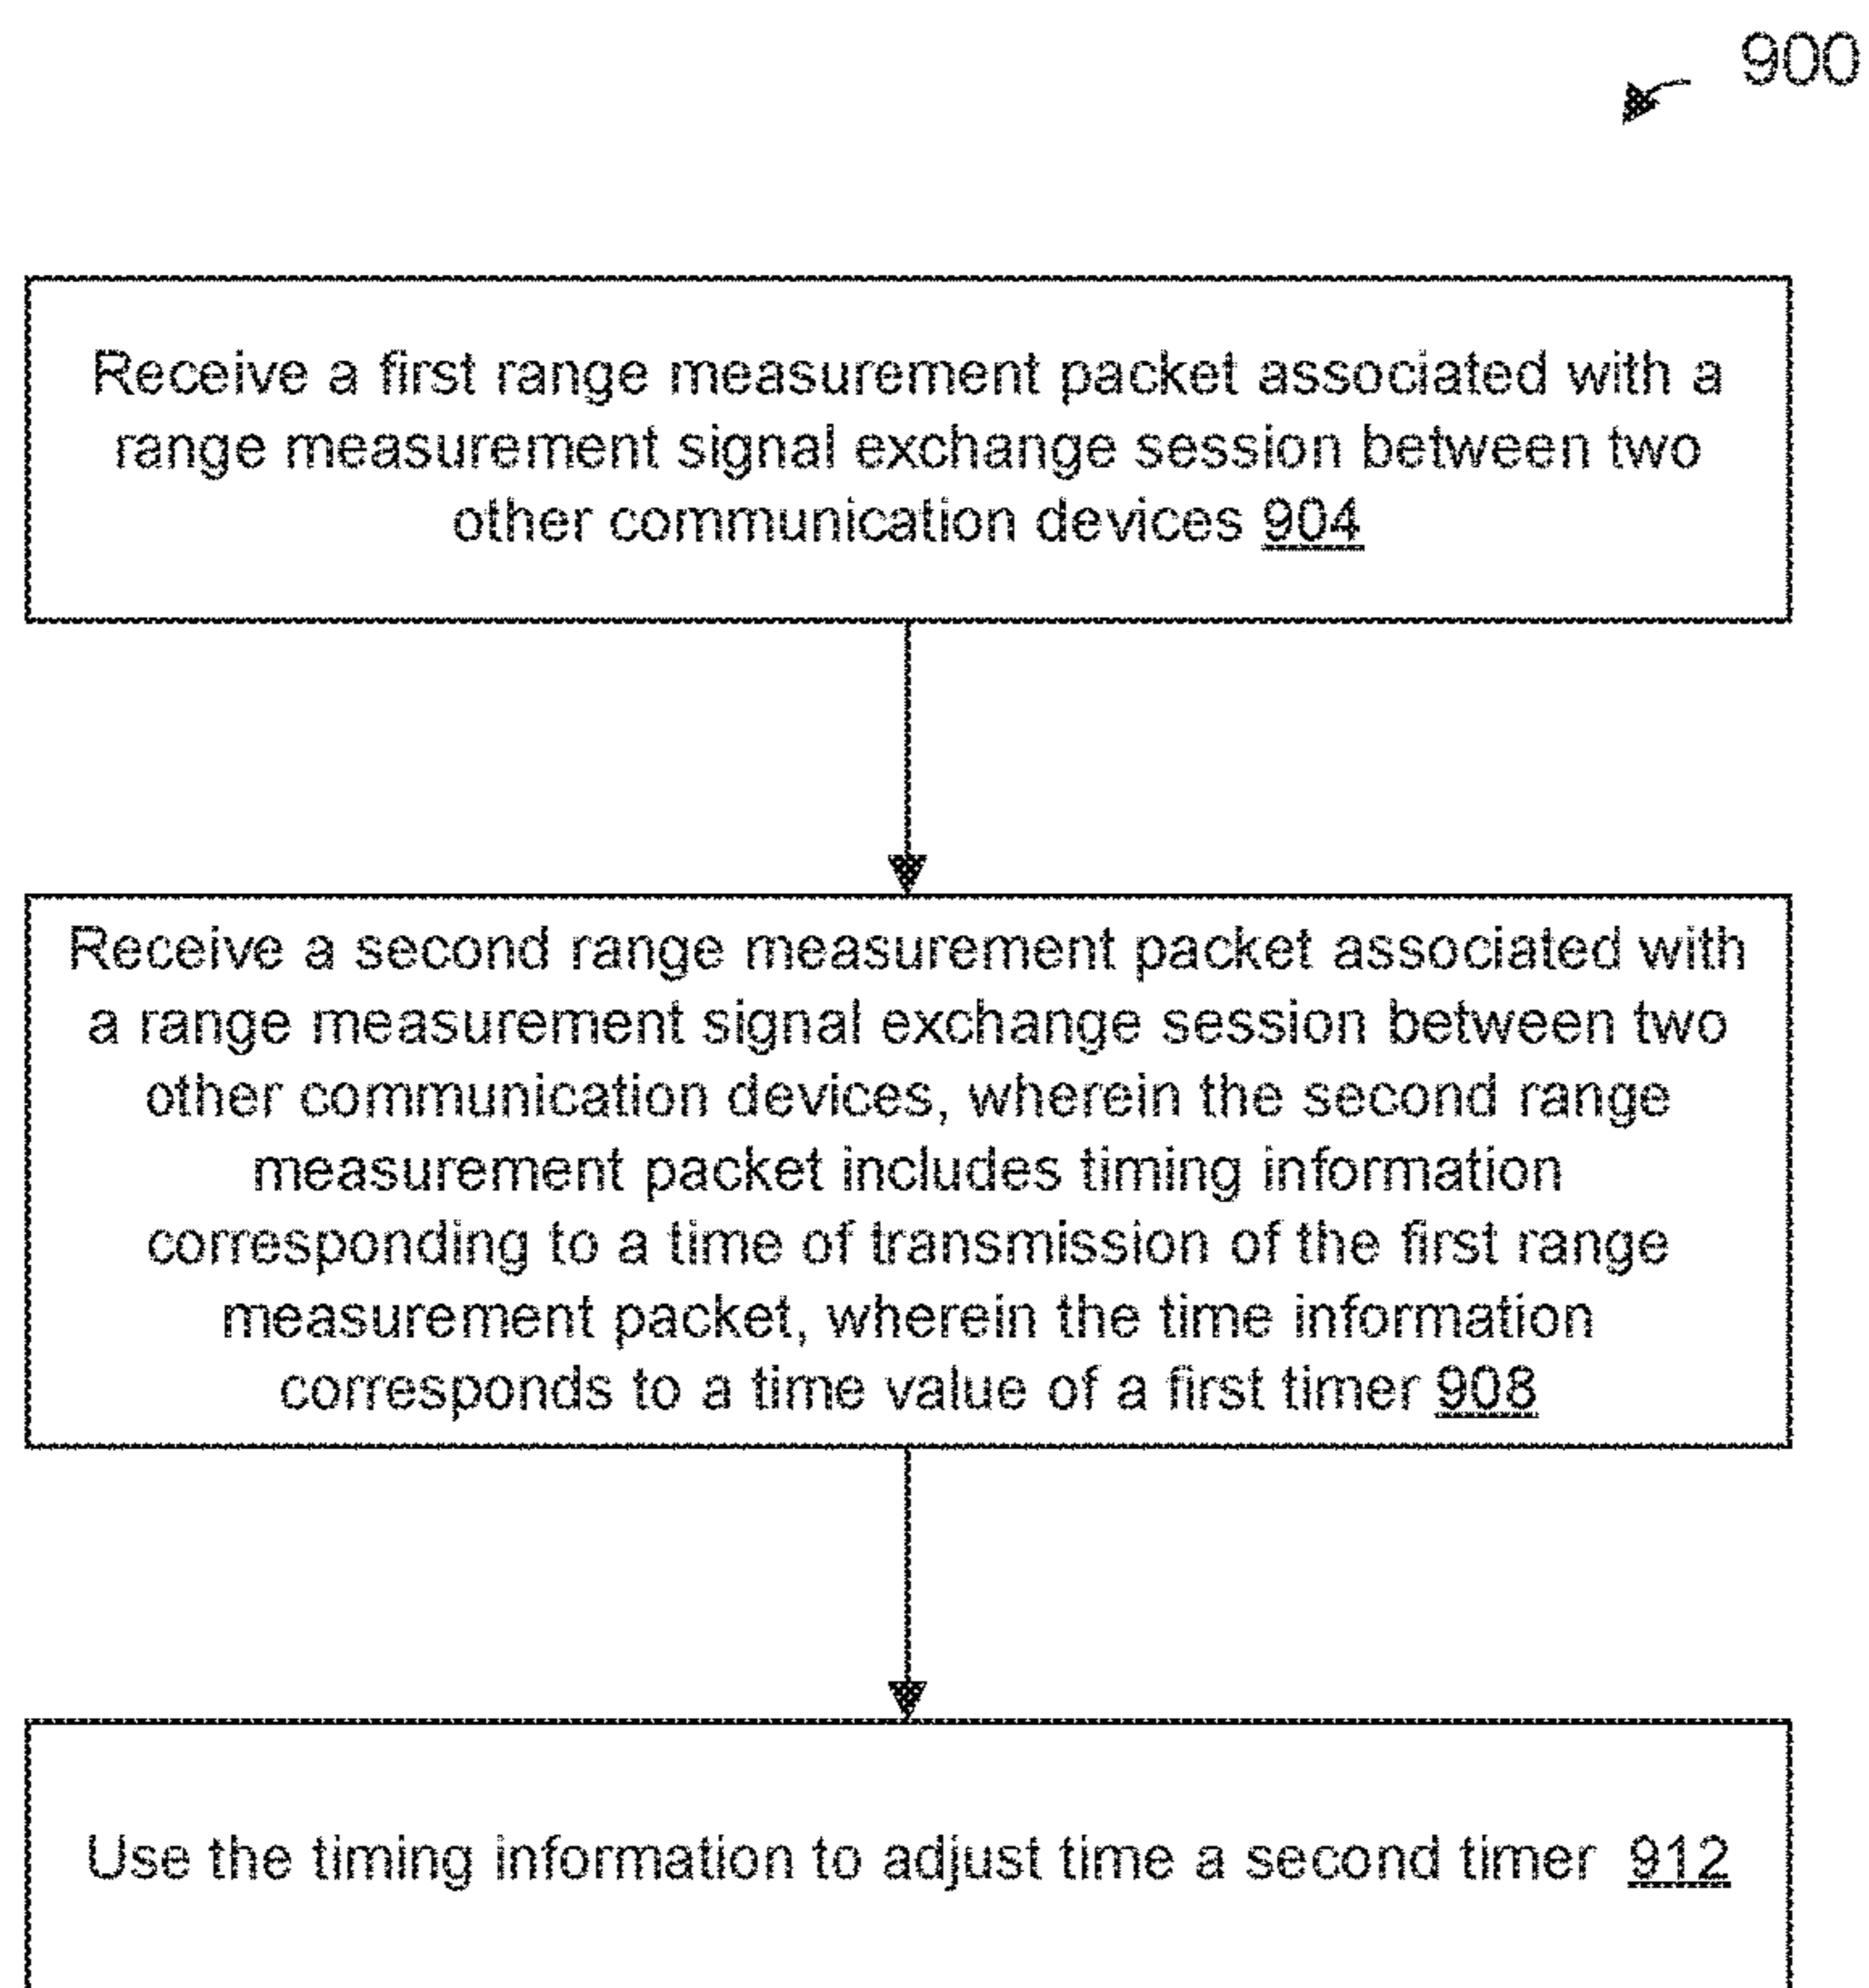 900
Receive a first range measurement packet associated with a
range measurement signal exchange session between two
other communication devices 904
Receive a second range measurement packet associated with
a range measurement signal exchange session between two
other communication devices, wherein the second range
measurement packet includes timing information
corresponding to a time of transmission of the first range
measurement packet, wherein the time information
corresponds to a time value of a first timer 908
Use the timing information to adjust time a second timer 912